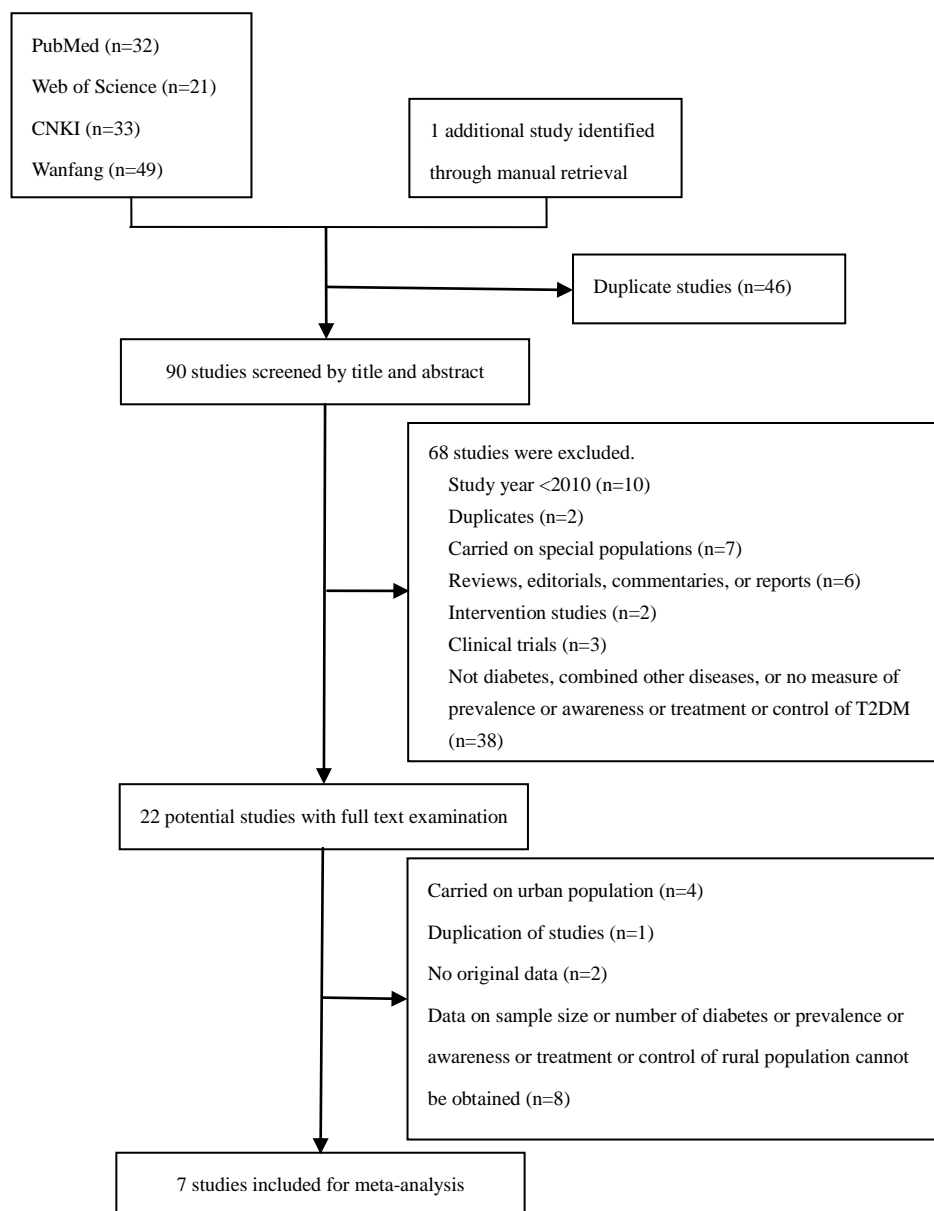 PubMed (n=32)
Web of Science (n=21)
CNKI (n=33)
Wanfang (n=49)
1 additional study identified
through manual retrieval
Duplicate studies (n=46)
90 studies screened by title and abstract
68 studies were excluded.
Study year <2010 (n=10)
Duplicates (n=2)
Carried on special populations (n=7)
Reviews, editorials, commentaries, or reports (n=6)
Intervention studies (n=2)
Clinical trials (n=3)
Not diabetes, combined other diseases, or no measure of
prevalence or awareness or treatment or control of T2DM
(n=38)
22 potential studies with full text examination
Carried on urban population (n=4)
Duplication of studies (n=1)
No original data (n=2)
Data on sample size or number of diabetes or prevalence or
awareness or treatment or control of rural population cannot
be obtained (n=8)
7 studies included for meta-analysis